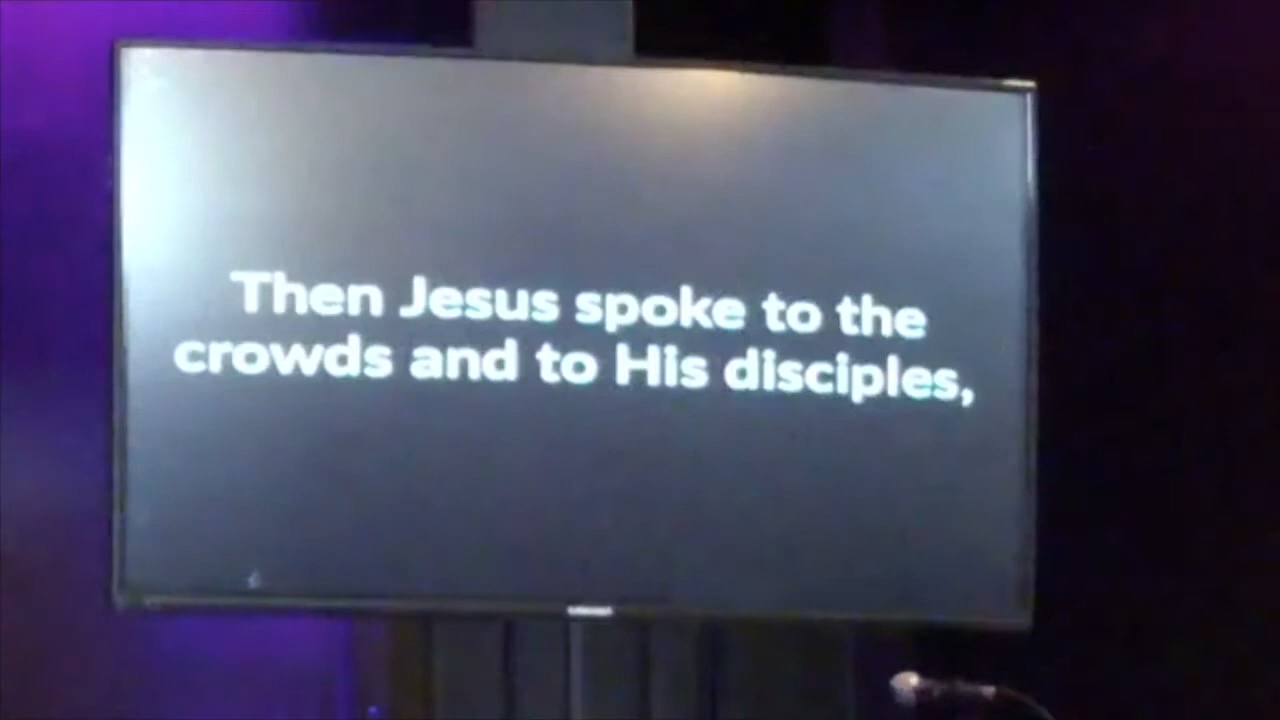 Then Jesus spoke to the
crowds and to His disciples,